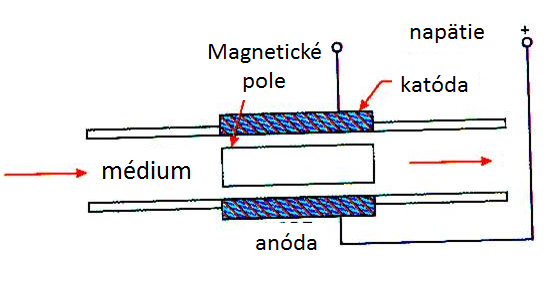 napätie
+
Magnetické
pole
katóda
médium
anóda